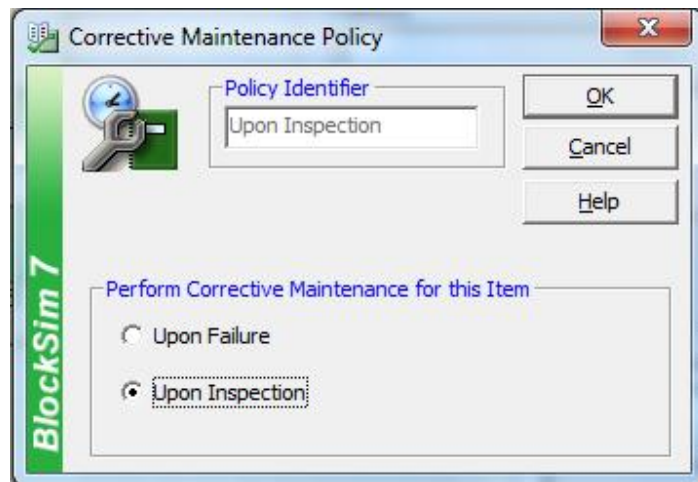 Corrective Maintenance Policy
X
Policy Identifier
Upon Inspection
OK
Cancel
Help
Perform Corrective Maintenance for this Item
Upon Failure
Upon Inspection
BlockSim 7